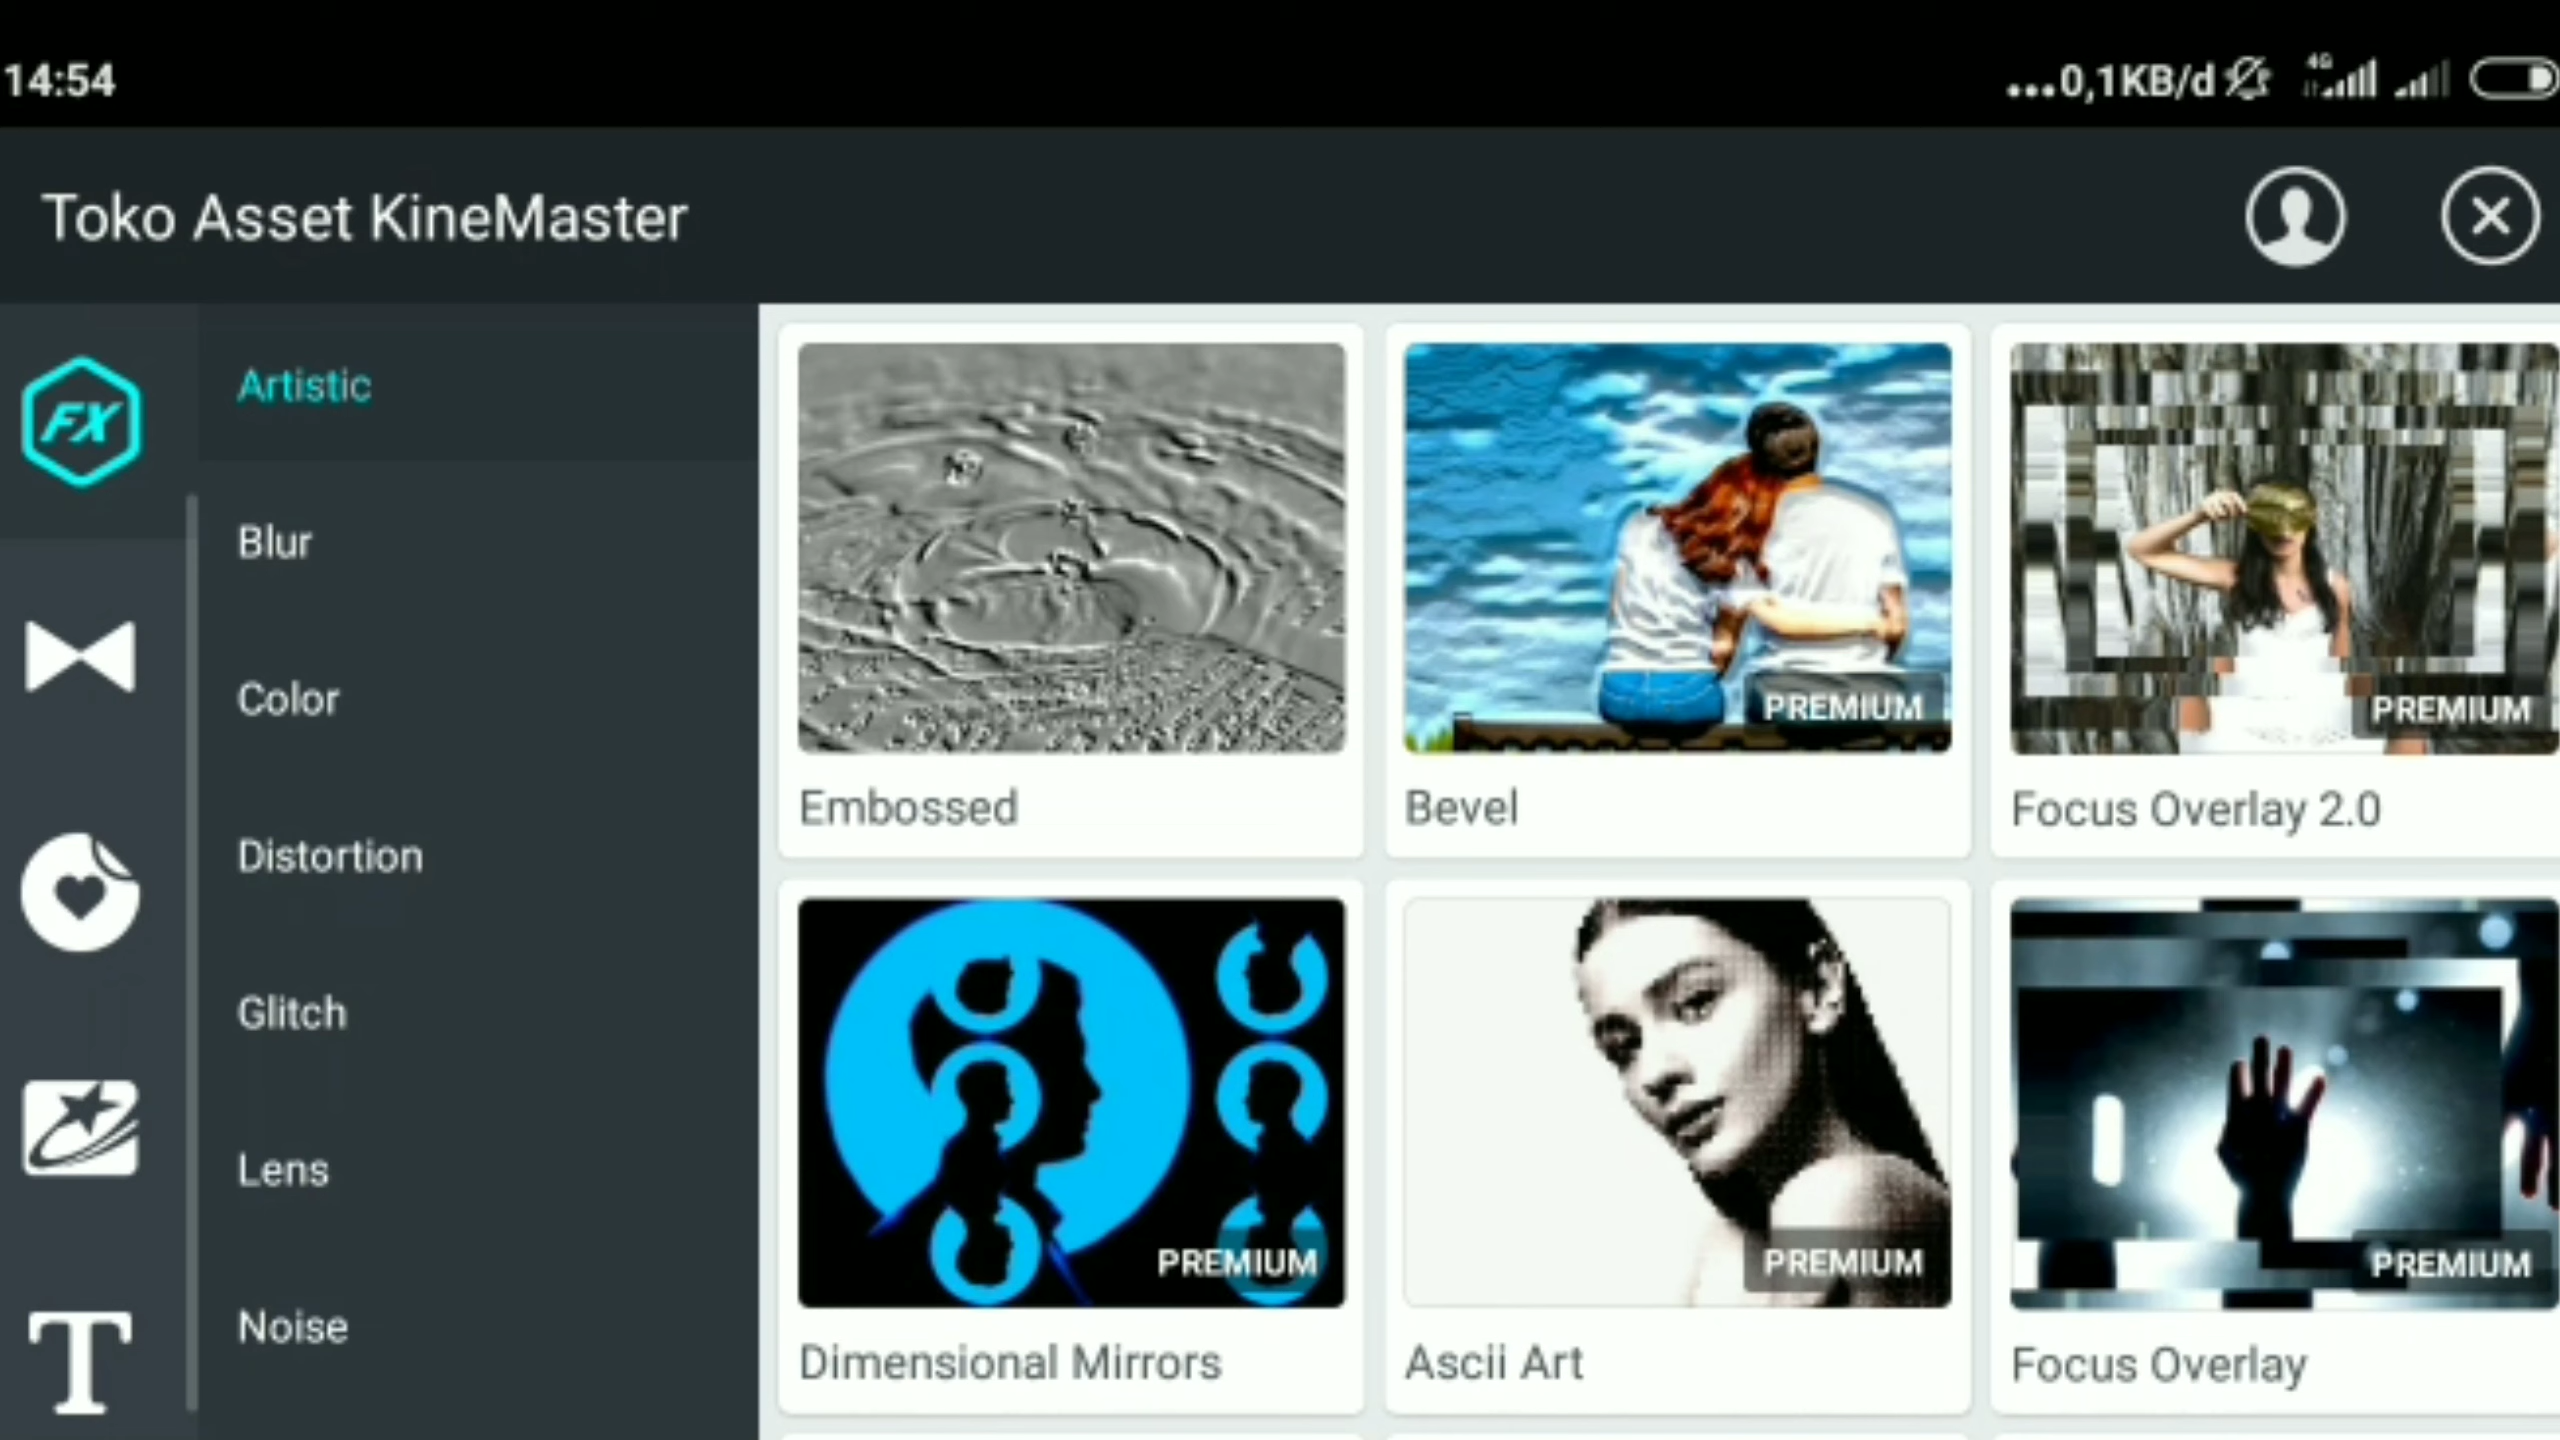 14:54
...0,1KB/d 4G
Toko Asset KineMaster
FX
Artistic
Blur
Color
Distortion
Glitch
Lens
Noise
T
PREMIUM
PREMIUM
Embossed
Bevel
Focus Overlay 2.0
PREMIUM
PREMIUM
PREMIUM
Dimensional Mirrors
Ascii Art
Focus Overlay